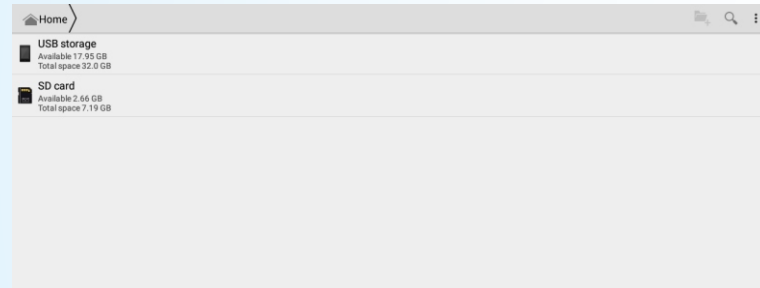 Home
USB storage
Available 17.95 GB
Total space 32.0 GB
SD card
Available 2.66 GB
Total space 7.19 GB